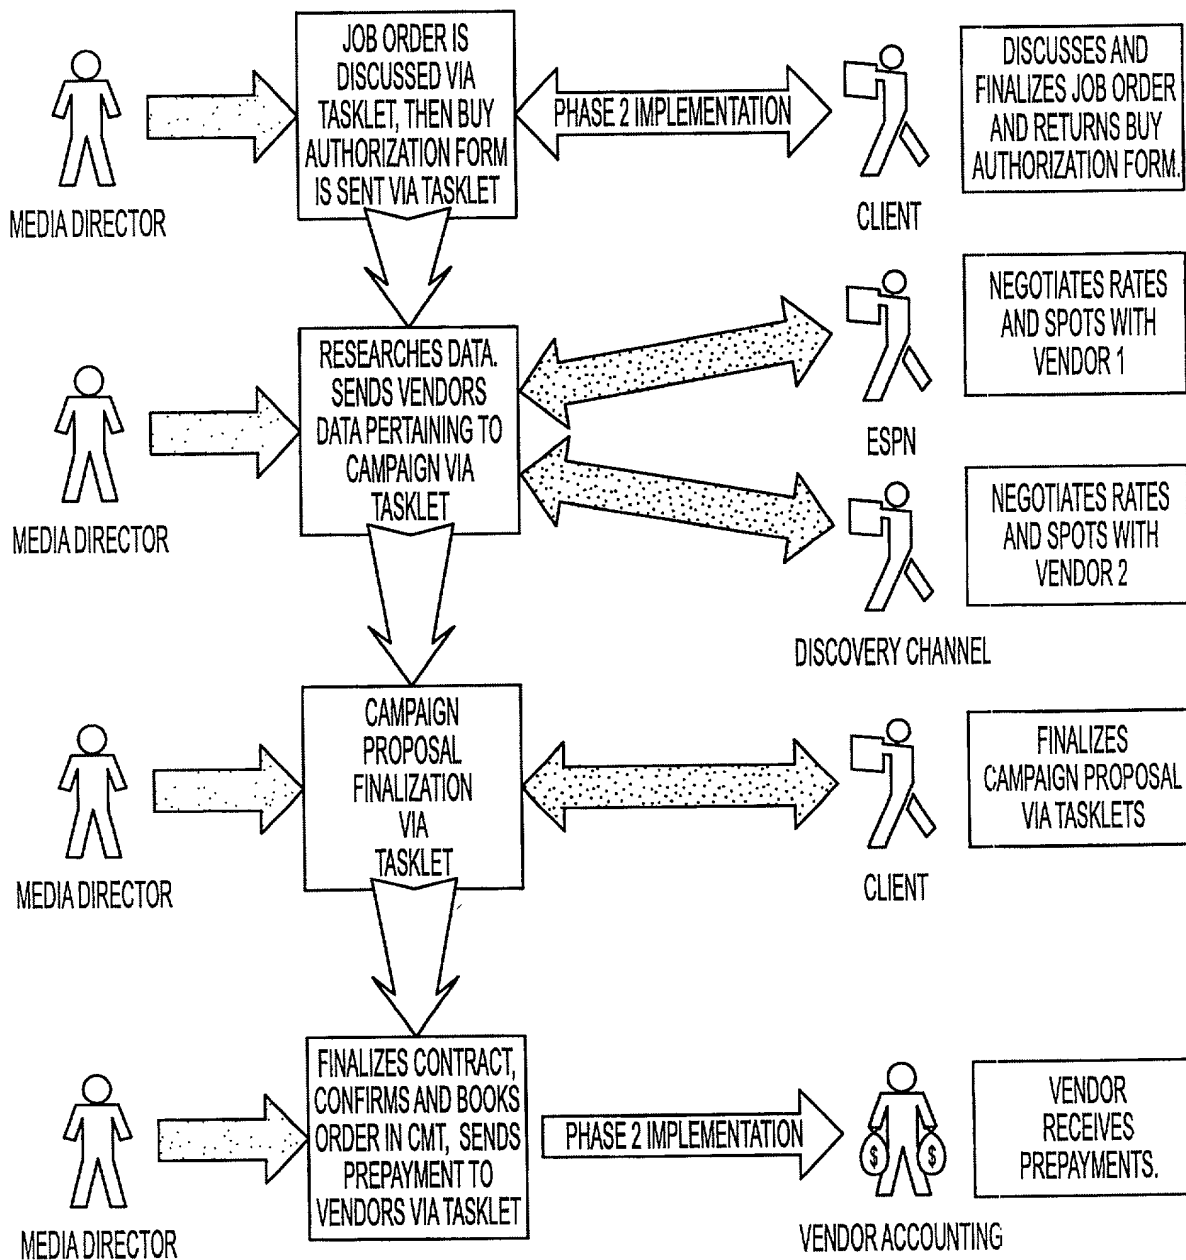 JOB ORDER IS
DISCUSSED VIA
TASKLET, THEN BUY
AUTHORIZATION FORM
IS SENT VIA TASKLET
MEDIA DIRECTOR
PHASE 2 IMPLEMENTATION
CLIENT
DISCUSSES AND
FINALIZES JOB ORDER
AND RETURNS BUY
AUTHORIZATION FORM.
RESEARCHES DATA.
SENDS VENDORS
DATA PERTAINING TO
CAMPAIGN VIA
TASKLET
MEDIA DIRECTOR
ESPN
NEGOTIATES RATES
AND SPOTS WITH
VENDOR 1
DISCOVERY CHANNEL
NEGOTIATES RATES
AND SPOTS WITH
VENDOR 2
CAMPAIGN
PROPOSAL
FINALIZATION
VIA
TASKLET
MEDIA DIRECTOR
CLIENT
FINALIZES
CAMPAIGN PROPOSAL
VIA TASKLETS
FINALIZES CONTRACT,
CONFIRMS AND BOOKS
ORDER IN CMT, SENDS
PREPAYMENT TO
VENDORS VIA TASKLET
MEDIA DIRECTOR
PHASE 2 IMPLEMENTATION
$ $
VENDOR ACCOUNTING
VENDOR
RECEIVES
PREPAYMENTS.